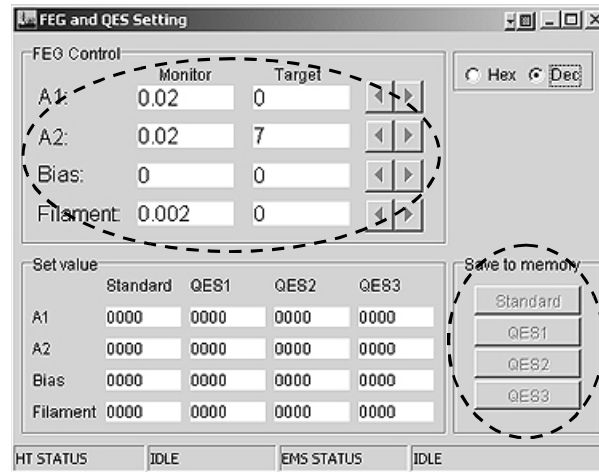 FEG and QES Setting
FEG Control
Monitor Target
A1: 0.02 0
A2: 0.02 7
Bias: 0 0
Filament: 0.002 0
Hex Dec
Set value
Standard QES1 QES2 QES3
A1 0000 0000 0000 0000
A2 0000 0000 0000 0000
Bias 0000 0000 0000 0000
Filament 0000 0000 0000 0000
Save to memory
Standard
QES1
QES2
QES3
HT STATUS IDLE EMS STATUS IDLE